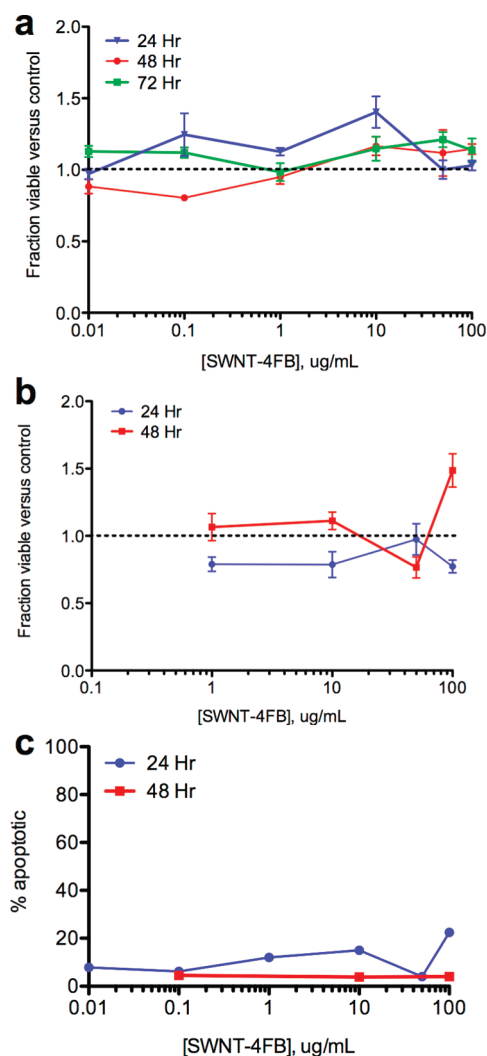 a
24 Hr
48 Hr
72 Hr
Fraction viable versus control
2.0
1.5
1.0
0.5
0.0
0.01 0.1 1 10 100
[SWNT-4FB], ug/mL
b
24 Hr
48 Hr
Fraction viable versus control
2.0
1.5
1.0
0.5
0.0
0.1 1 10 100
[SWNT-4FB], ug/mL
c
24 Hr
48 Hr
% apoptotic
100
80
60
40
20
0
0.01 0.1 1 10 100
[SWNT-4FB], ug/mL